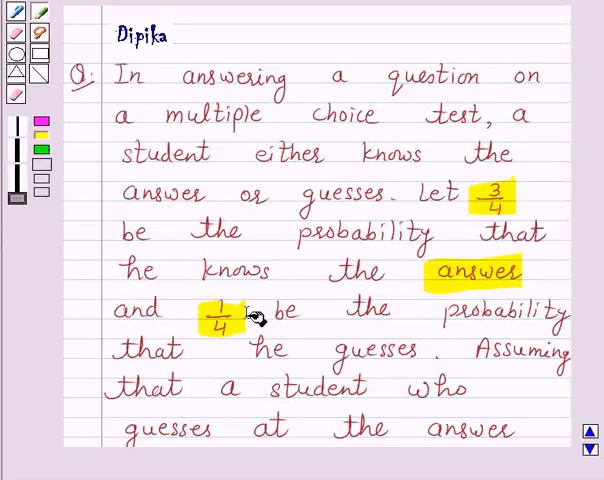 Dipika
Q. In answering a question on
a multiple choice test, a
student either knows the
answer or guesses. Let 3/4
be the probability that
he knows the answer
and 1/4 be the probability
that he guesses. Assuming
that a student who
guesses at the answer